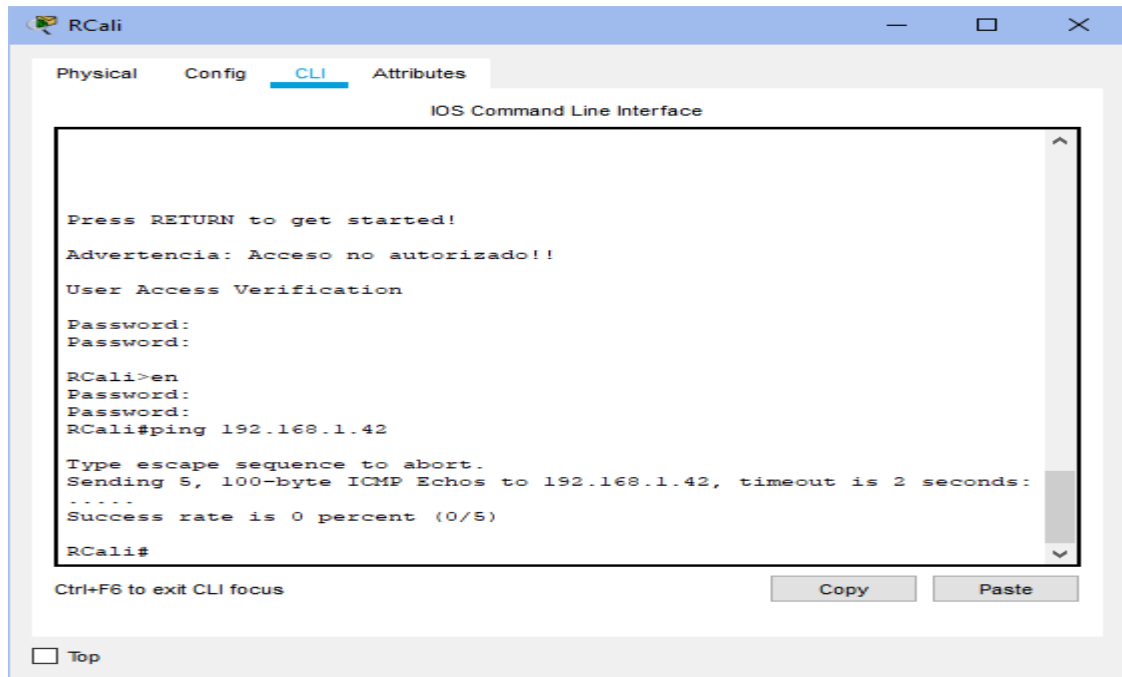 RCali
Physical Config CLI Attributes
IOS Command Line Interface
Press RETURN to get started!
Advertencia: Acceso no autorizado!!
User Access Verification
Password:
Password:
RCali>en
Password:
Password:
RCali#ping 192.168.1.42
Type escape sequence to abort.
Sending 5, 100-byte ICMP Echos to 192.168.1.42, timeout is 2 seconds:
.....
Success rate is 0 percent (0/5)
RCali#
Ctrl+F6 to exit CLI focus
Copy Paste
Top